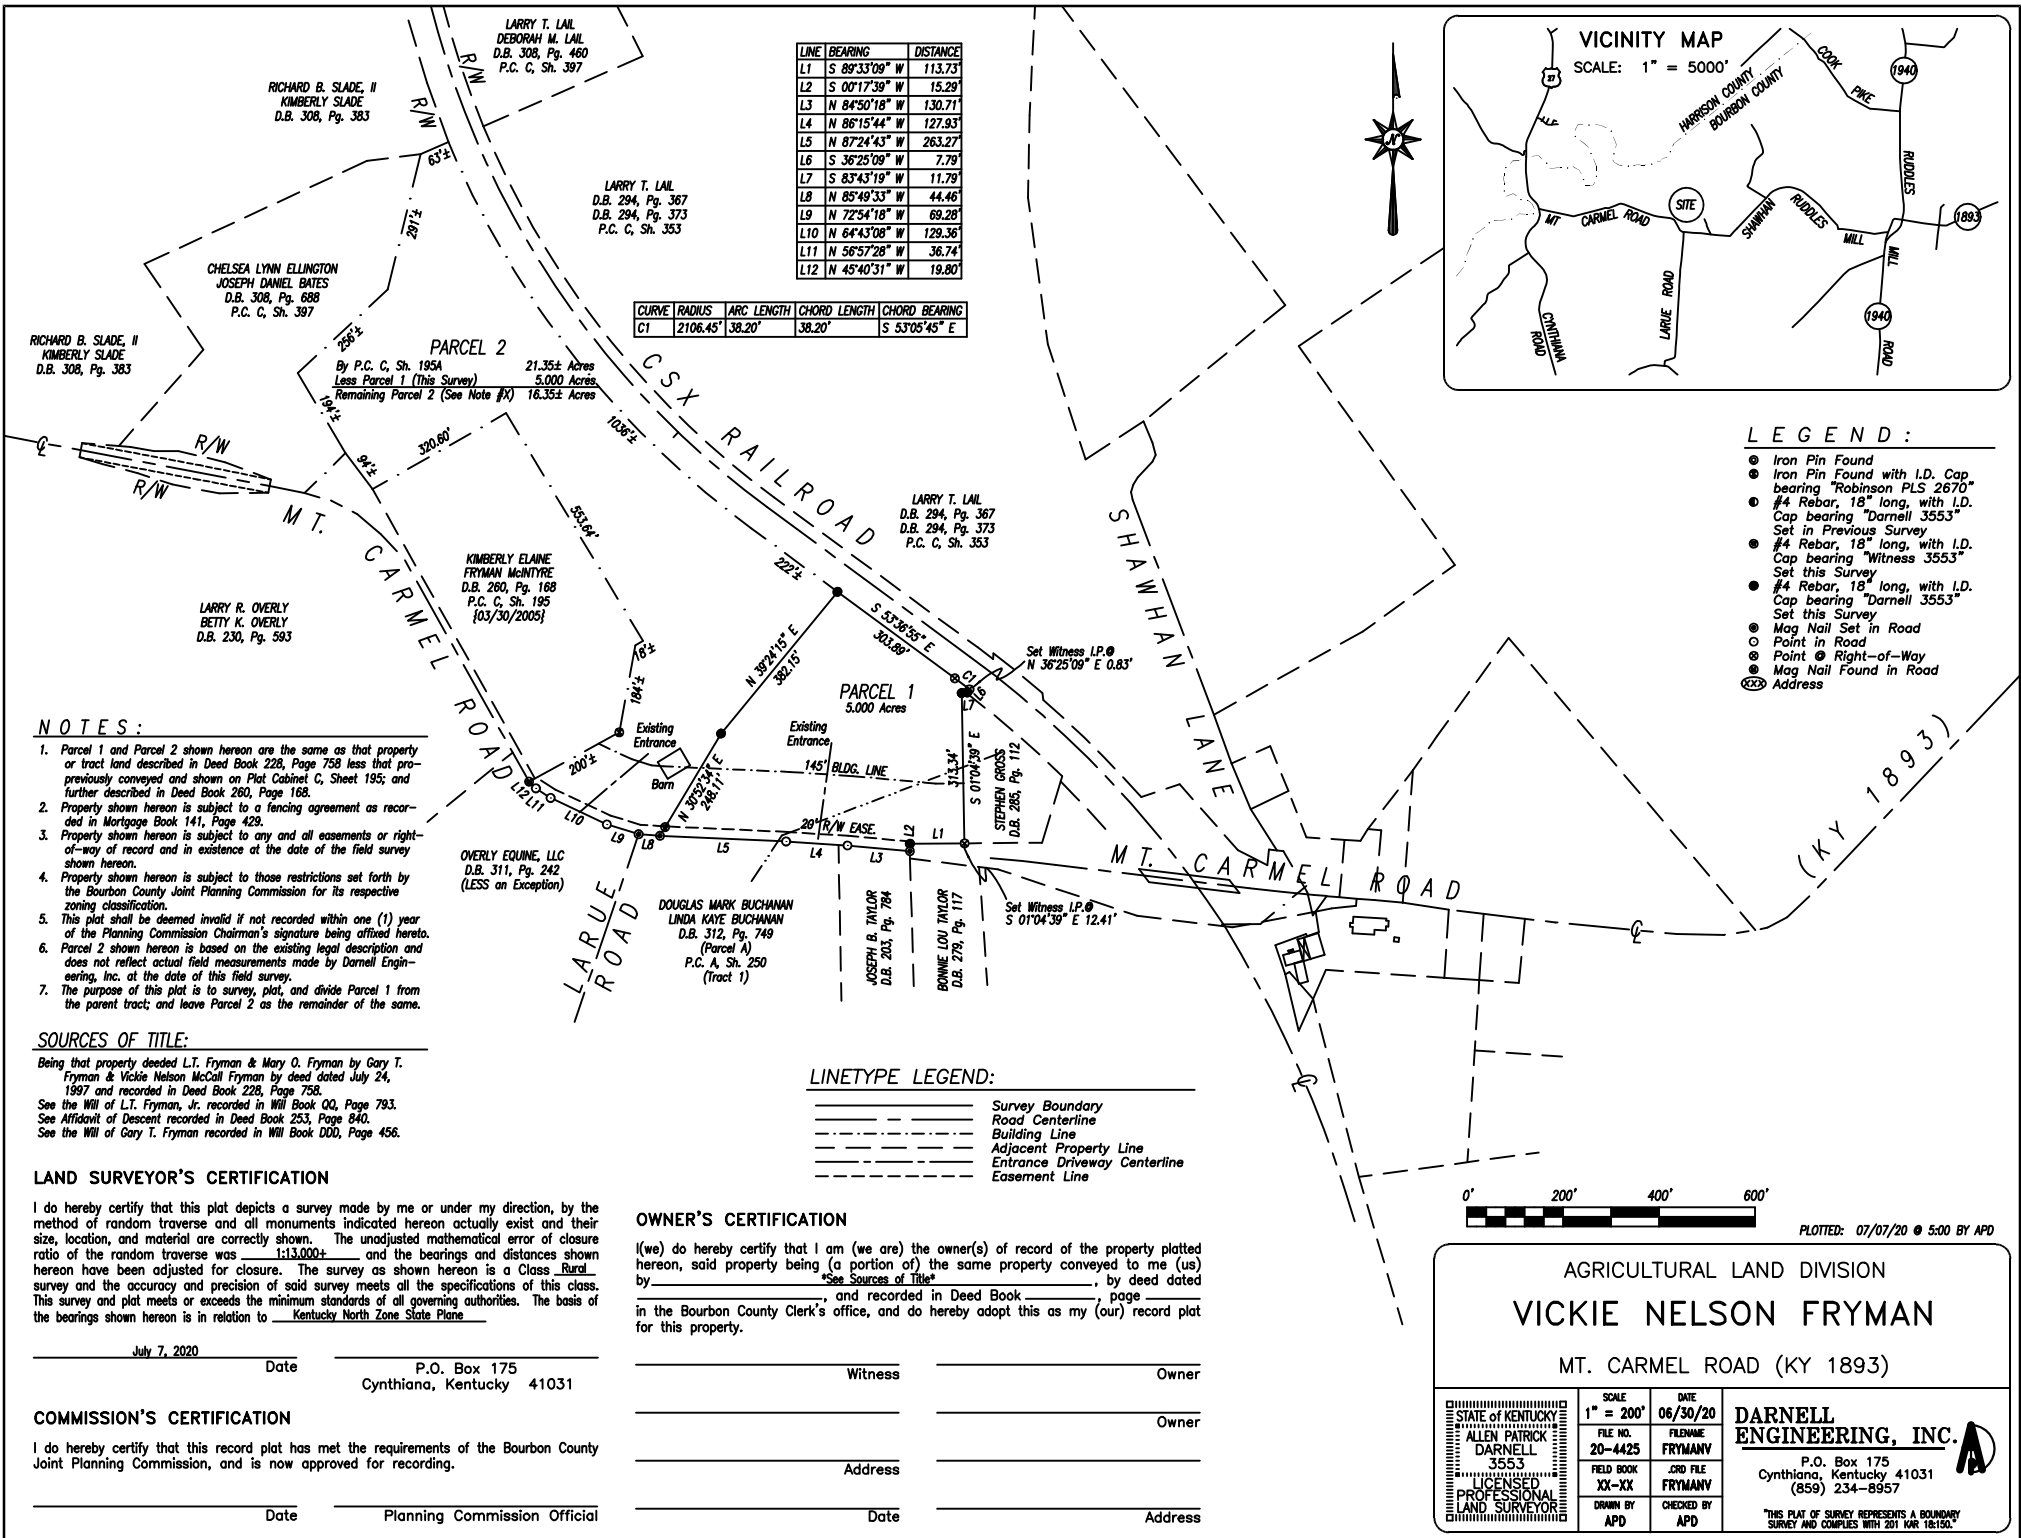 LARRY T. LAIL
DEBORAH M. LAIL
D.B. 308, Pg. 460
P.C. C, Sh. 397
R/W
R/W
RICHARD B. SLADE, II
KIMBERLY SLADE
D.B. 308, Pg. 383
63'±
291'±
LARRY T. LAIL
D.B. 294, Pg. 367
D.B. 294, Pg. 373
P.C. C, Sh. 353
CHELSEA LYNN ELLINGTON
JOSEPH DANIEL BATES
D.B. 308, Pg. 688
P.C. C, Sh. 397
RICHARD B. SLADE, II
KIMBERLY SLADE
D.B. 308, Pg. 383
256'±
194'±
94'±
LINE BEARING DISTANCE
L1 S 89°33'09" W 113.73'
L2 S 00°17'39" W 15.29'
L3 N 84°50'18" W 130.71'
L4 N 86°15'44" W 127.93'
L5 N 87°24'43" W 263.27'
L6 S 36°25'09" W 7.79'
L7 S 83°43'19" W 11.79'
L8 N 85°49'33" W 44.46'
L9 N 72°54'18" W 69.28'
L10 N 64°43'08" W 129.36'
L11 N 56°57'28" W 36.74'
L12 N 45°40'31" W 19.80'
CURVE RADIUS ARC LENGTH CHORD LENGTH CHORD BEARING
C1 2106.45' 38.20' 38.20' S 53°05'45" E
N
VICINITY MAP
SCALE: 1" = 5000'
27
HARRISON COUNTY
BOURBON COUNTY
COOK
PIKE
1940
RUDDLES
MILL
1940
ROAD
1893
SITE
MT
CARMEL ROAD
SHAWHAN
RUDDLES
MILL
LARUE ROAD
CYNTHIANA
ROAD
PARCEL 2
By P.C. C, Sh. 195A 21.35± Acres
Less Parcel 1 (This Survey) 5.000 Acres
Remaining Parcel 2 (See Note #X) 16.35± Acres
CSX RAILROAD
1036'±
320.60'
553.64'
222'±
R/W
R/W
MT. CARMEL ROAD
LARRY T. LAIL
D.B. 294, Pg. 367
D.B. 294, Pg. 373
P.C. C, Sh. 353
SHAWHAN LANE
KIMBERLY ELAINE
FRYMAN McINTYRE
D.B. 260, Pg. 168
P.C. C, Sh. 195
{03/30/2005}
LARRY R. OVERLY
BETTY K. OVERLY
D.B. 230, Pg. 593
18'±
184'±
200'±
N 39°24'15" E
382.15'
S 53°36'55" E
303.89'
Set Witness I.P.@
N 36°25'09" E 0.83'
C1
L6
L7
PARCEL 1
5.000 Acres
Existing
Entrance
Barn
Existing
Entrance
145' BLDG. LINE
N 30°52'34" E
248.11'
313.34'
S 01°04'39" E
STEPHEN GROSS
D.B. 285, Pg. 112
20' R/W EASE.
L12
L11
L10
L9
L8
L5
L4
L3
L2
L1
OVERLY EQUINE, LLC
D.B. 311, Pg. 242
(LESS an Exception)
LARUE
ROAD
DOUGLAS MARK BUCHANAN
LINDA KAYE BUCHANAN
D.B. 312, Pg. 749
(Parcel A)
P.C. A, Sh. 250
(Tract 1)
JOSEPH B. TAYLOR
D.B. 203, Pg. 784
BONNIE LOU TAYLOR
D.B. 279, Pg. 117
Set Witness I.P.@
S 01°04'39" E 12.41'
MT. CARMEL ROAD
(KY 1893)
LEGEND:
Iron Pin Found
Iron Pin Found with I.D. Cap
bearing "Robinson PLS 2670"
#4 Rebar, 18" long, with I.D.
Cap bearing "Darnell 3553"
Set in Previous Survey
#4 Rebar, 18" long, with I.D.
Cap bearing "Witness 3553"
Set this Survey
#4 Rebar, 18" long, with I.D.
Cap bearing "Darnell 3553"
Set this Survey
Mag Nail Set in Road
Point in Road
Point @ Right-of-Way
Mag Nail Found in Road
XXX Address
NOTES:
1. Parcel 1 and Parcel 2 shown hereon are the same as that property
or tract land described in Deed Book 228, Page 758 less that pro-
previously conveyed and shown on Plat Cabinet C, Sheet 195; and
further described in Deed Book 260, Page 168.
2. Property shown hereon is subject to a fencing agreement as recor-
ded in Mortgage Book 141, Page 429.
3. Property shown hereon is subject to any and all easements or right-
of-way of record and in existence at the date of the field survey
shown hereon.
4. Property shown hereon is subject to those restrictions set forth by
the Bourbon County Joint Planning Commission for its respective
zoning classification.
5. This plat shall be deemed invalid if not recorded within one (1) year
of the Planning Commission Chairman's signature being affixed hereto.
6. Parcel 2 shown hereon is based on the existing legal description and
does not reflect actual field measurements made by Darnell Engin-
eering, Inc. at the date of this field survey.
7. The purpose of this plat is to survey, plat, and divide Parcel 1 from
the parent tract; and leave Parcel 2 as the remainder of the same.
SOURCES OF TITLE:
Being that property deeded L.T. Fryman & Mary O. Fryman by Gary T.
Fryman & Vickie Nelson McCall Fryman by deed dated July 24,
1997 and recorded in Deed Book 228, Page 758.
See the Will of L.T. Fryman, Jr. recorded in Will Book QQ, Page 793.
See Affidavit of Descent recorded in Deed Book 253, Page 840.
See the Will of Gary T. Fryman recorded in Will Book DDD, Page 456.
LINETYPE LEGEND:
Survey Boundary
Road Centerline
Building Line
Adjacent Property Line
Entrance Driveway Centerline
Easement Line
LAND SURVEYOR'S CERTIFICATION
I do hereby certify that this plat depicts a survey made by me or under my direction, by the
method of random traverse and all monuments indicated hereon actually exist and their
size, location, and material are correctly shown. The unadjusted mathematical error of closure
ratio of the random traverse was 1:13,000+ and the bearings and distances shown
hereon have been adjusted for closure. The survey as shown hereon is a Class Rural
survey and the accuracy and precision of said survey meets all the specifications of this class.
This survey and plat meets or exceeds the minimum standards of all governing authorities. The basis of
the bearings shown hereon is in relation to Kentucky North Zone State Plane
July 7, 2020
Date
P.O. Box 175
Cynthiana, Kentucky 41031
COMMISSION'S CERTIFICATION
I do hereby certify that this record plat has met the requirements of the Bourbon County
Joint Planning Commission, and is now approved for recording.
Date
Planning Commission Official
OWNER'S CERTIFICATION
I(we) do hereby certify that I am (we are) the owner(s) of record of the property platted
hereon, said property being (a portion of) the same property conveyed to me (us)
by *See Sources of Title* , by deed dated
, and recorded in Deed Book , page
in the Bourbon County Clerk's office, and do hereby adopt this as my (our) record plat
for this property.
Witness
Owner
Owner
Address
Date
Address
0' 200' 400' 600'
PLOTTED: 07/07/20 @ 5:00 BY APD
AGRICULTURAL LAND DIVISION
VICKIE NELSON FRYMAN
MT. CARMEL ROAD (KY 1893)
STATE of KENTUCKY
ALLEN PATRICK
DARNELL
3553
LICENSED
PROFESSIONAL
LAND SURVEYOR
SCALE
1" = 200'
DATE
06/30/20
FILE NO.
20-4425
FILENAME
FRYMANV
FIELD BOOK
XX-XX
.CRD FILE
FRYMANV
DRAWN BY
APD
CHECKED BY
APD
DARNELL
ENGINEERING, INC.
P.O. Box 175
Cynthiana, Kentucky 41031
(859) 234-8957
"THIS PLAT OF SURVEY REPRESENTS A BOUNDARY
SURVEY AND COMPLIES WITH 201 KAR 18:150."